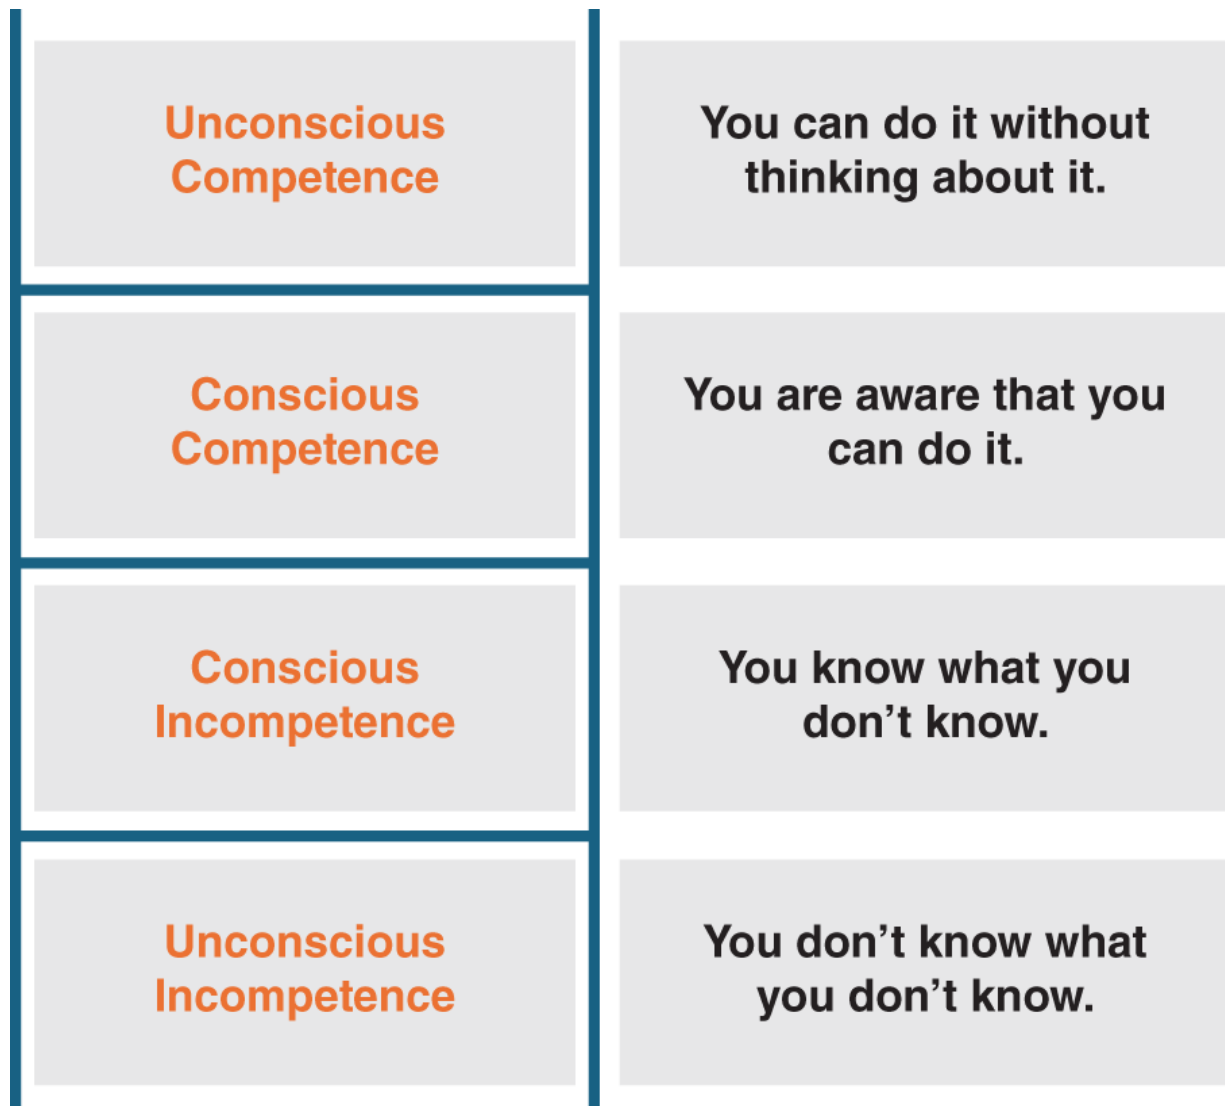 Unconscious
Competence
You can do it without
thinking about it.
Conscious
Competence
You are aware that you
can do it.
Conscious
Incompetence
You know what you
don’t know.
Unconscious
Incompetence
You don’t know what
you don’t know.